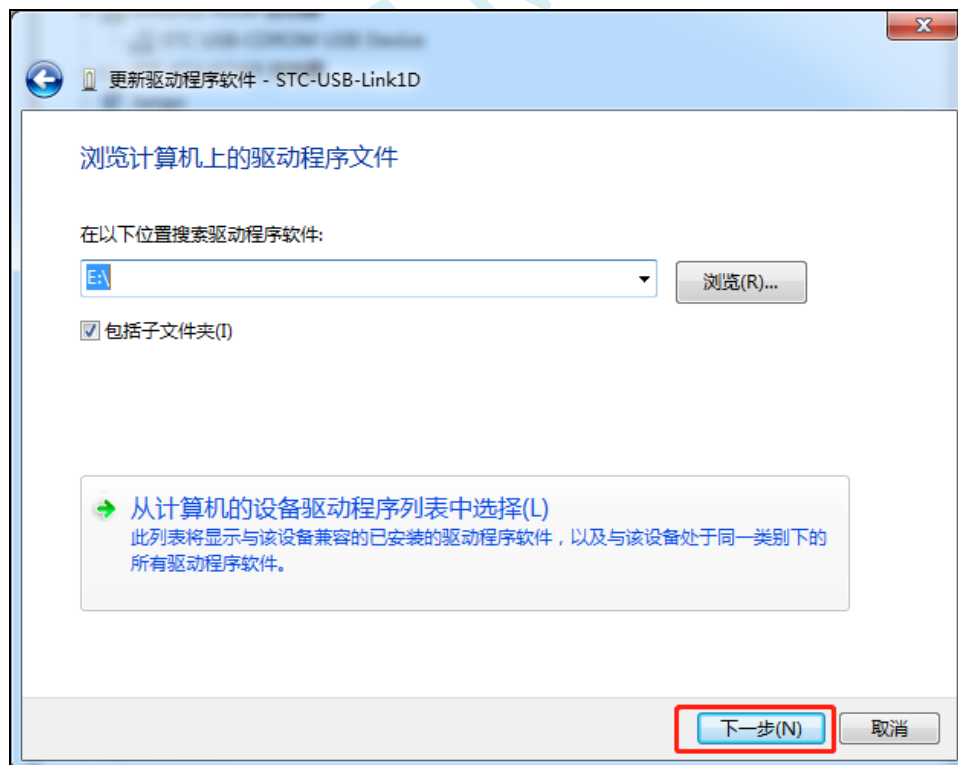 STC USB-CDROM USB Device
更新驱动程序软件 - STC-USB-Link1D
浏览计算机上的驱动程序文件
在以下位置搜索驱动程序软件:
E:\
浏览(R)...
包括子文件夹(I)
从计算机的设备驱动程序列表中选择(L)
此列表将显示与该设备兼容的已安装的驱动程序软件，以及与该设备处于同一类别下的
所有驱动程序软件。
下一步(N)
取消